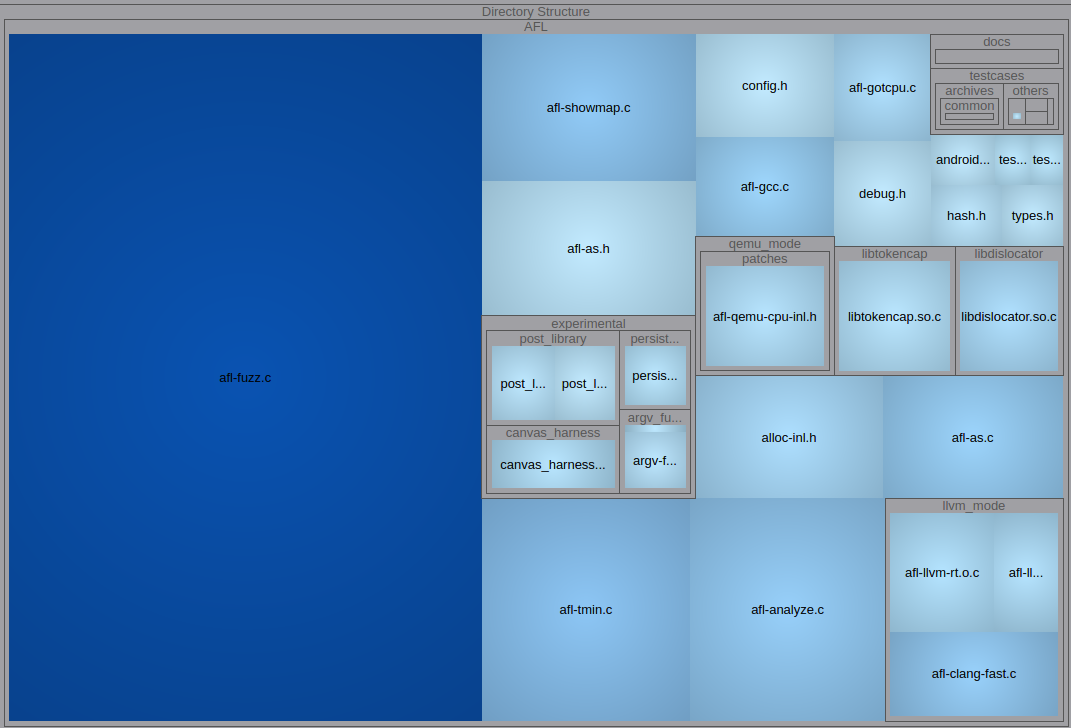 Directory Structure
AFL
afl-fuzz.c
afl-showmap.c
afl-as.h
experimental
post_library
post_l...
post_l...
persist...
persis...
canvas_harness
canvas_harness...
argv_fu...
argv-f...
afl-tmin.c
afl-analyze.c
config.h
afl-gcc.c
afl-gotcpu.c
debug.h
docs
testcases
archives
common
others
android...
tes...
tes...
hash.h
types.h
qemu_mode
patches
afl-qemu-cpu-inl.h
libtokencap
libtokencap.so.c
libdislocator
libdislocator.so.c
alloc-inl.h
afl-as.c
llvm_mode
afl-llvm-rt.o.c
afl-ll...
afl-clang-fast.c